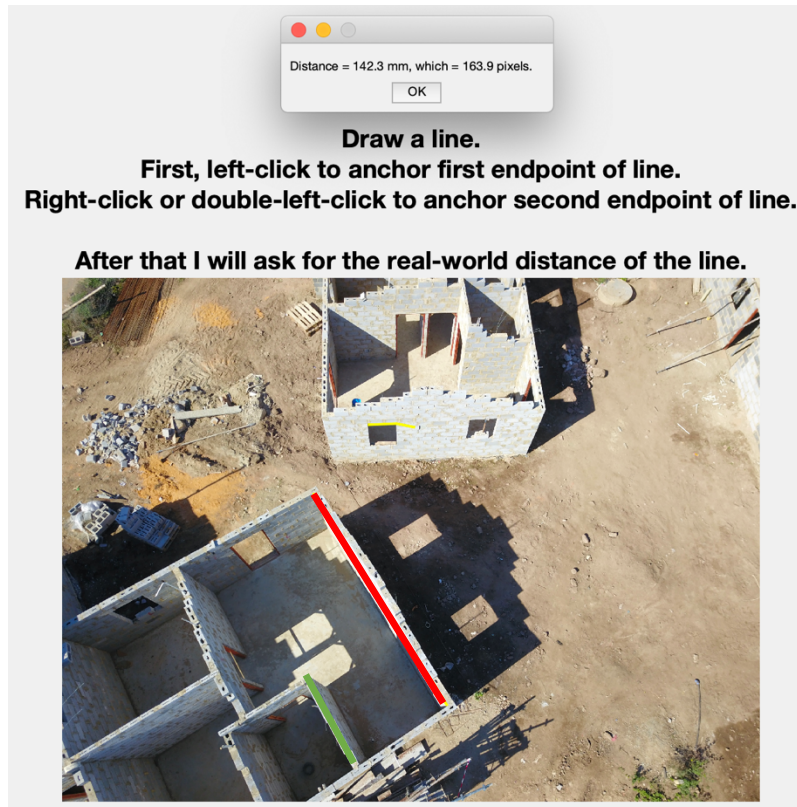 Distance = 142.3 mm, which = 163.9 pixels.
OK
Draw a line.
First, left-click to anchor first endpoint of line.
Right-click or double-left-click to anchor second endpoint of line.
After that I will ask for the real-world distance of the line.